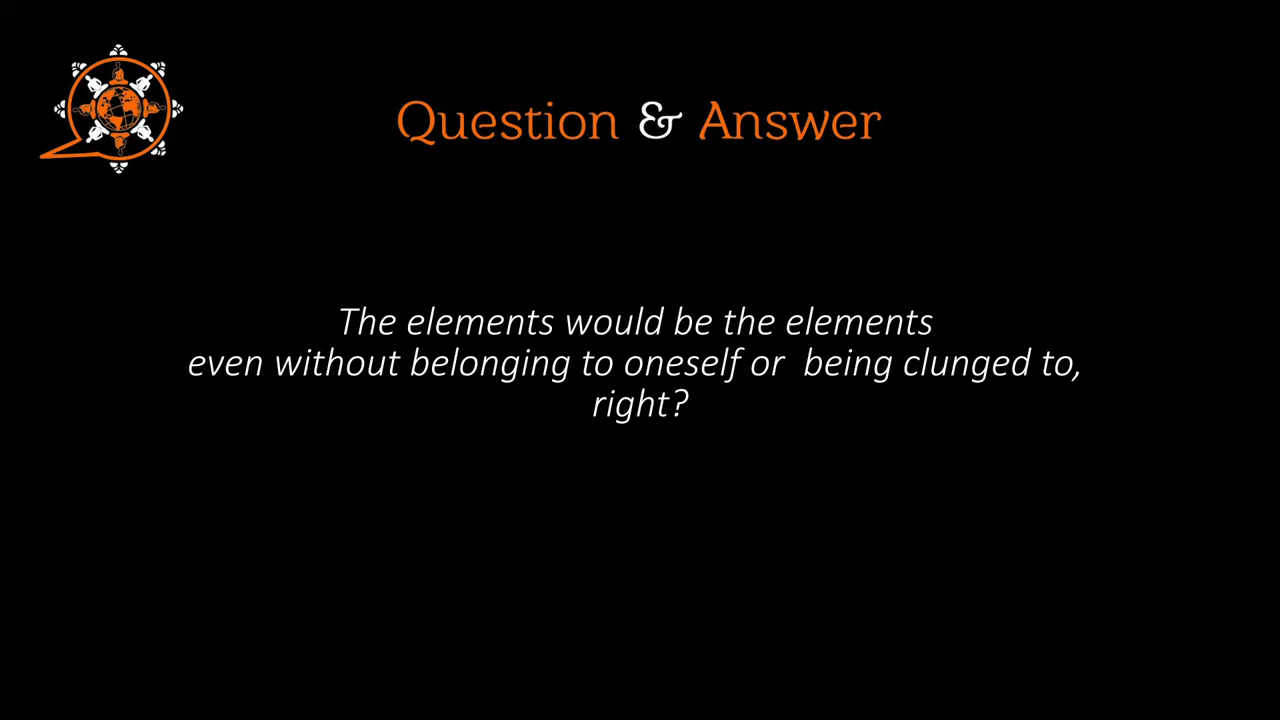 Question & Answer
The elements would be the elements
even without belonging to oneself or  being clunged to,
right?